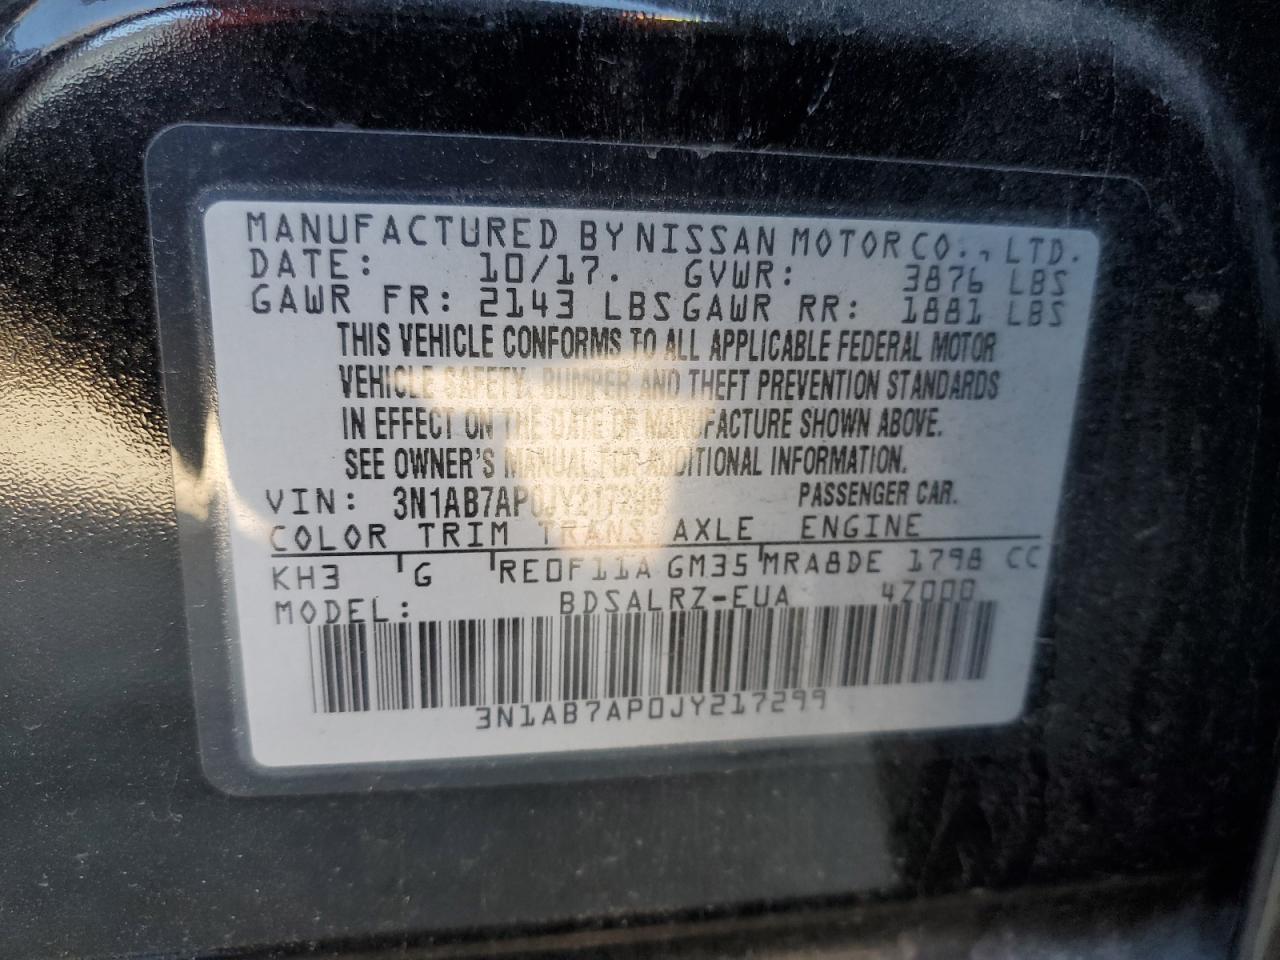 MANUFACTURED BY NISSAN MOTOR CO., LTD.
DATE: 10/17. GVWR: 3876 LBS
GAWR FR: 2143 LBS GAWR RR: 1881 LBS
THIS VEHICLE CONFORMS TO ALL APPLICABLE FEDERAL MOTOR
VEHICLE SAFETY, BUMPER AND THEFT PREVENTION STANDARDS
IN EFFECT ON THE DATE OF MANUFACTURE SHOWN ABOVE.
SEE OWNER'S MANUAL FOR ADDITIONAL INFORMATION.
VIN: 3N1AB7AP0JY217299 PASSENGER CAR.
COLOR TRIM TRANS AXLE ENGINE
KH3 G RE0F11A GM35 MRA8DE 1798 CC
MODEL: BDSALRZ-EUA 47000
3N1AB7AP0JY217299